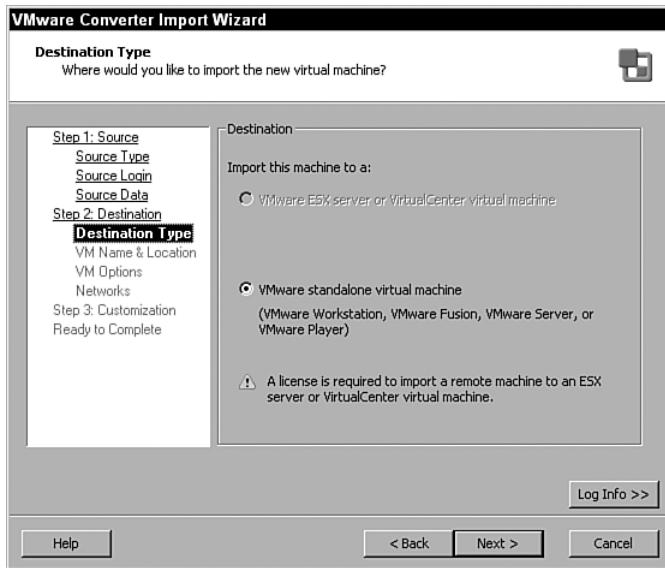 VMware Converter Import Wizard
Destination Type
Where would you like to import the new virtual machine?
Step 1: Source
Source Type
Source Login
Source Data
Step 2: Destination
Destination Type
VM Name & Location
VM Options
Networks
Step 3: Customization
Ready to Complete
Destination
Import this machine to a:
VMware ESX server or VirtualCenter virtual machine
VMware standalone virtual machine
(VMware Workstation, VMware Fusion, VMware Server, or
VMware Player)
A license is required to import a remote machine to an ESX
server or VirtualCenter virtual machine.
Log Info >>
Help
< Back
Next >
Cancel